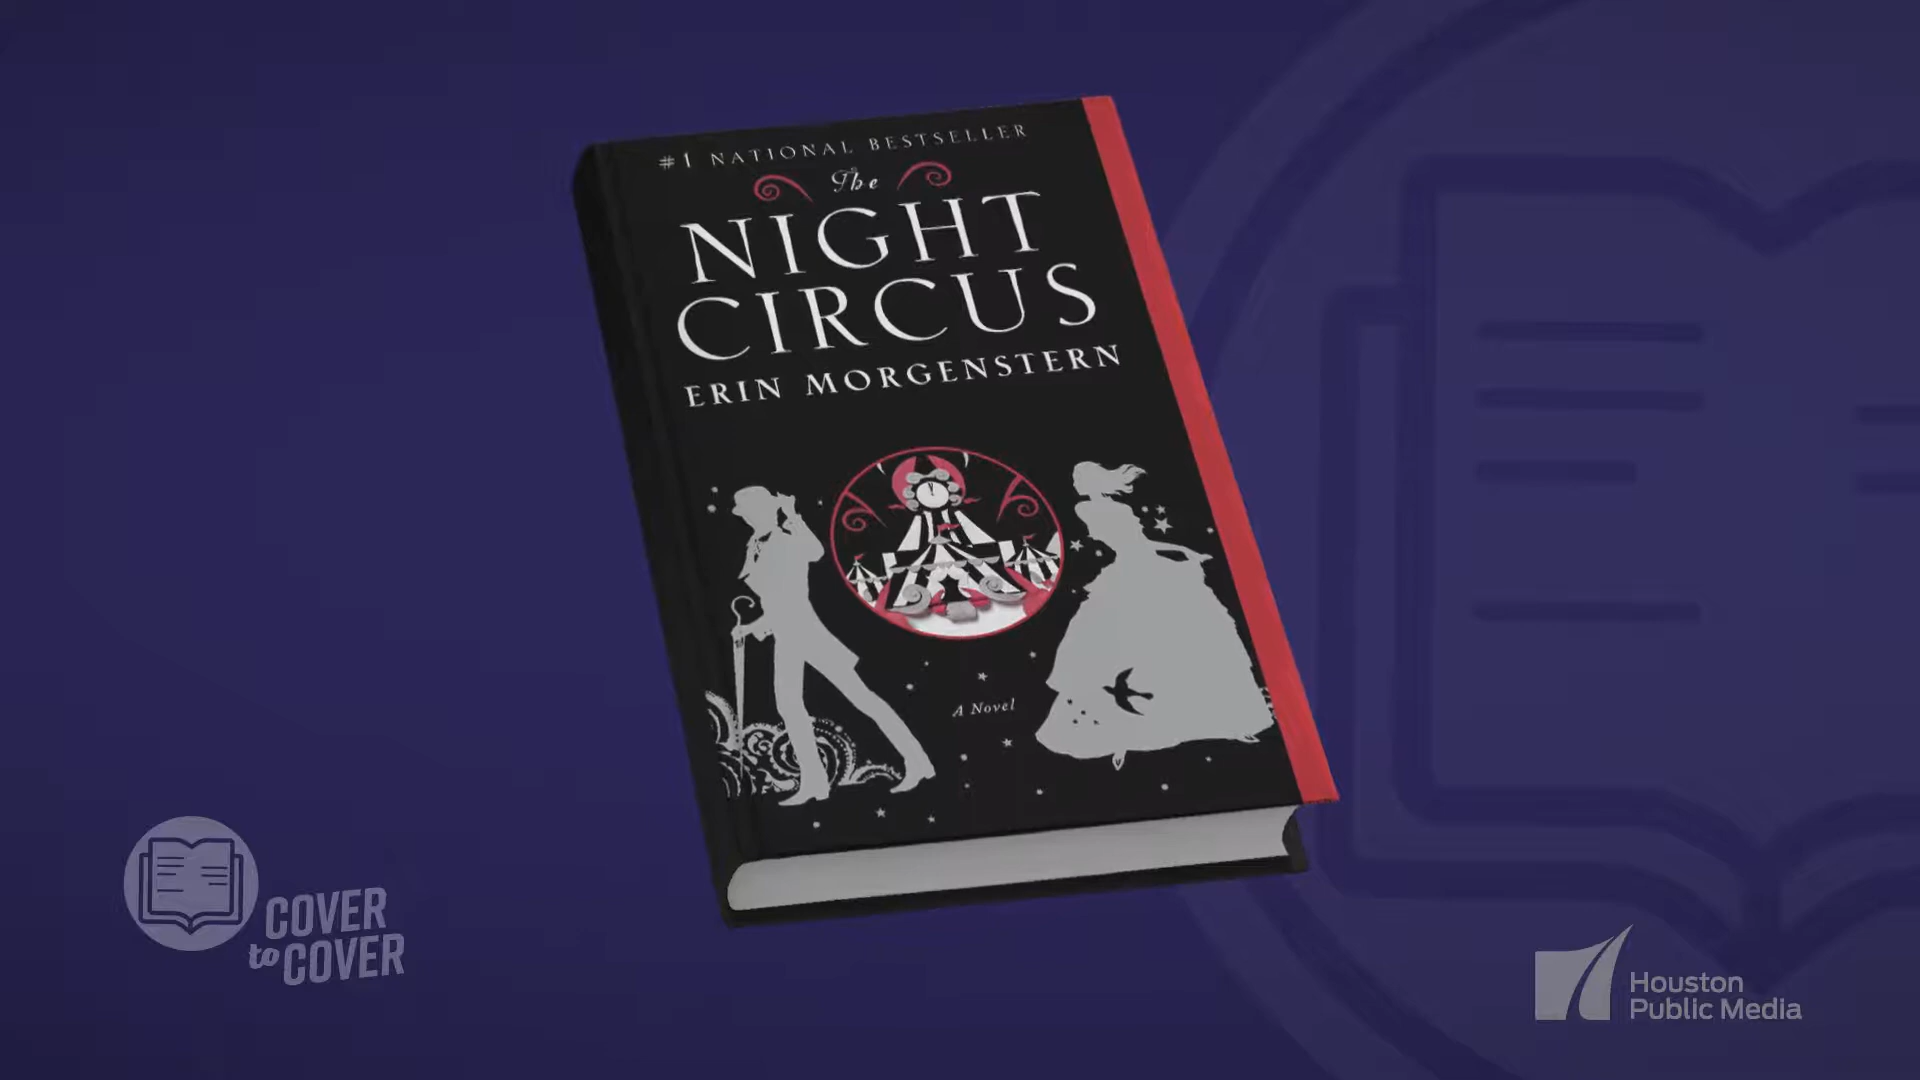 #1 NATIONAL BESTSELLER
The
NIGHT
CIRCUS
ERIN MORGENSTERN
A Novel
COVER
to COVER
Houston
Public Media